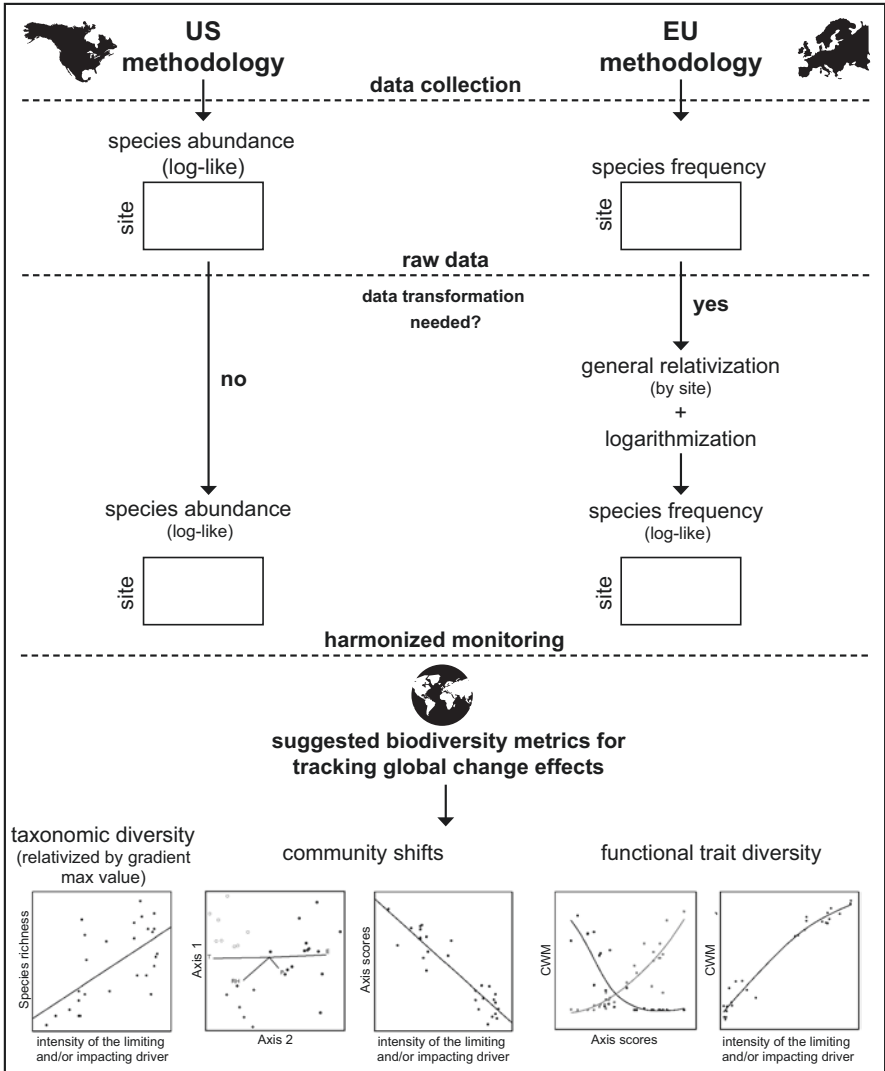 US
methodology
EU
methodology
data collection
species abundance
(log-like)
site
species frequency
site
raw data
data transformation
needed?
no
yes
general relativization
(by site)
+
logarithmization
species abundance
(log-like)
site
species frequency
(log-like)
site
harmonized monitoring
suggested biodiversity metrics for
tracking global change effects
taxonomic diversity
(relativized by gradient
max value)
community shifts
functional trait diversity
Species richness
intensity of the limiting
and/or impacting driver
Axis 1
Axis 2
Axis scores
intensity of the limiting
and/or impacting driver
CWM
Axis scores
CWM
intensity of the limiting
and/or impacting driver